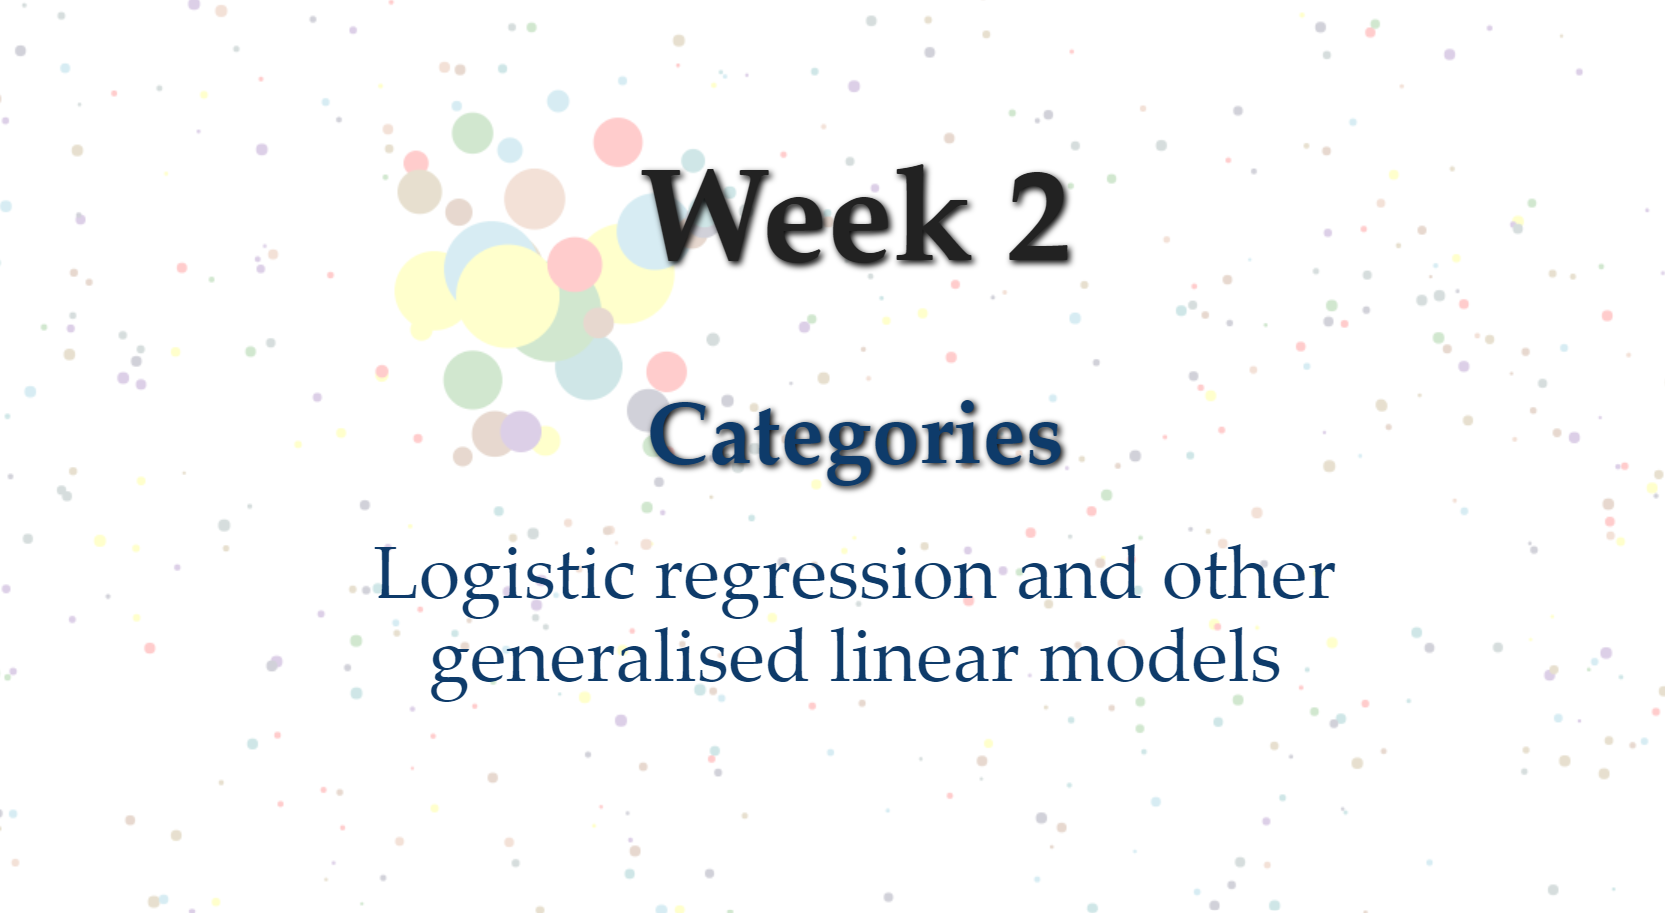 Week 2
Categories
Logistic regression and other
generalised linear models